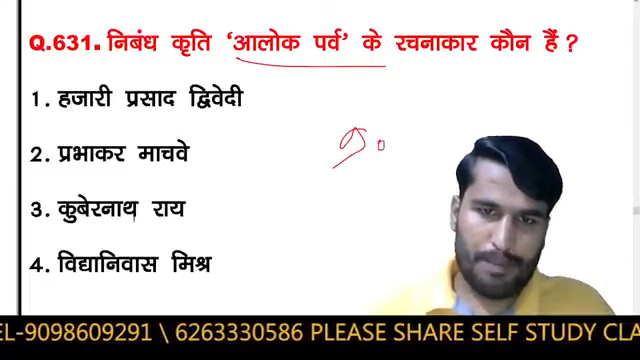 Q.631. निबंध कृति ‘आलोक पर्व’ के रचनाकार कौन हैं ?
1. हजारी प्रसाद द्विवेदी
2. प्रभाकर माचवे
3. कुबेरनाथ राय
4. विद्यानिवास मिश्र
EL-9098609291 \ 6263330586 PLEASE SHARE SELF STUDY CLA